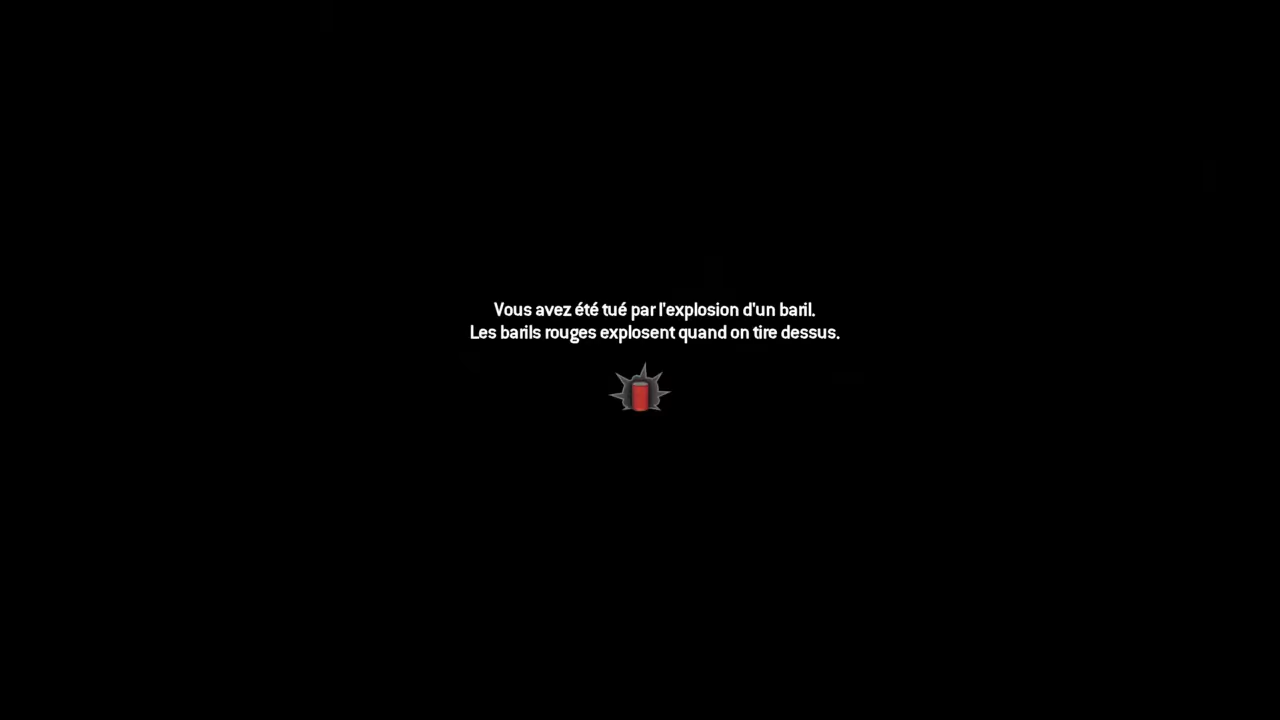 Vous avez été tué par l'explosion d'un baril.
Les barils rouges explosent quand on tire dessus.